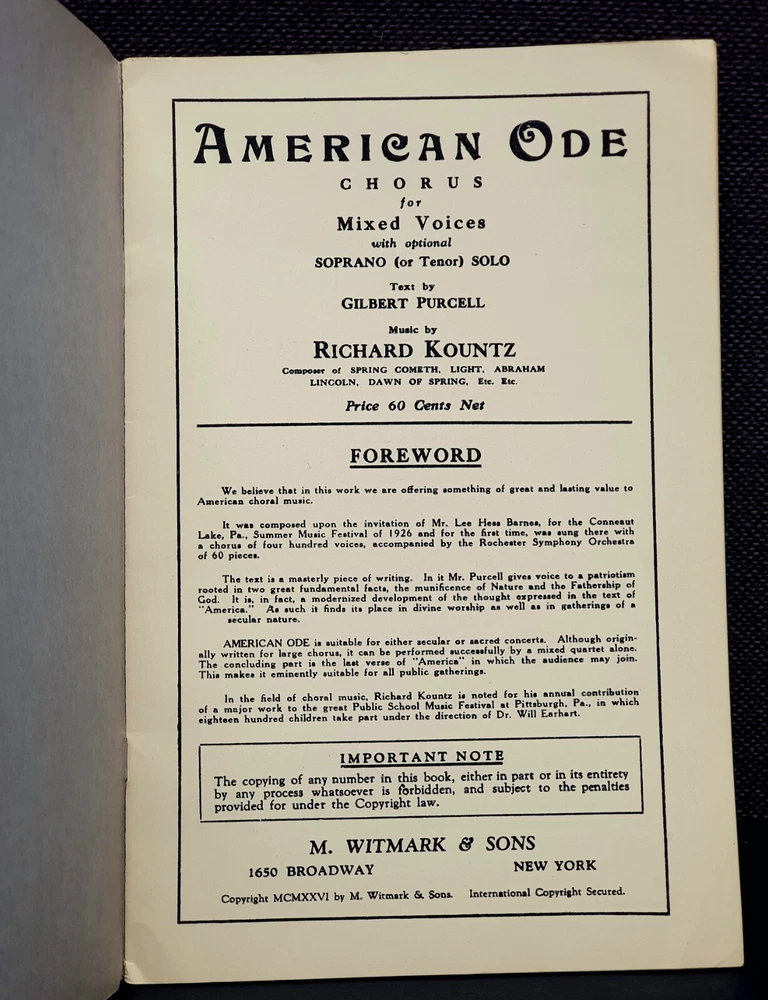 AMERICAN ODE
CHORUS
for
Mixed Voices
with optional
SOPRANO (or Tenor) SOLO
Text by
GILBERT PURCELL
Music by
RICHARD KOUNTZ
Composer of SPRING COMETH, LIGHT, ABRAHAM
LINCOLN, DAWN OF SPRING, Etc. Etc.
Price 60 Cents Net
FOREWORD
We believe that in this work we are offering something of great and lasting value to
American choral music.
It was composed upon the invitation of Mr. Lee Hess Barnes, for the Conneaut
Lake, Pa., Summer Music Festival of 1926 and for the first time, was sung there with
a chorus of four hundred voices, accompanied by the Rochester Symphony Orchestra
of 60 pieces.
The text is a masterly piece of writing. In it Mr. Purcell gives voice to a patriotism
rooted in two great fundamental facts, the munificence of Nature and the Fathership of
God. It is, in fact, a modernized development of the thought expressed in the text of
"America." As such it finds its place in divine worship as well as in gatherings of a
secular nature.
AMERICAN ODE is suitable for either secular or sacred concerts. Although origin-
ally written for large chorus, it can be performed successfully by a mixed quartet alone.
The concluding part is the last verse of "America" in which the audience may join.
This makes it eminently suitable for all public gatherings.
In the field of choral music, Richard Kountz is noted for his annual contribution
of a major work to the great Public School Music Festival at Pittsburgh, Pa., in which
eighteen hundred children take part under the direction of Dr. Will Earhart.
IMPORTANT NOTE
The copying of any number in this book, either in part or in its entirety
by any process whatsoever is forbidden, and subject to the penalties
provided for under the Copyright law.
M. WITMARK & SONS
1650 BROADWAY NEW YORK
Copyright MCMXXVI by M. Witmark & Sons. International Copyright Secured.